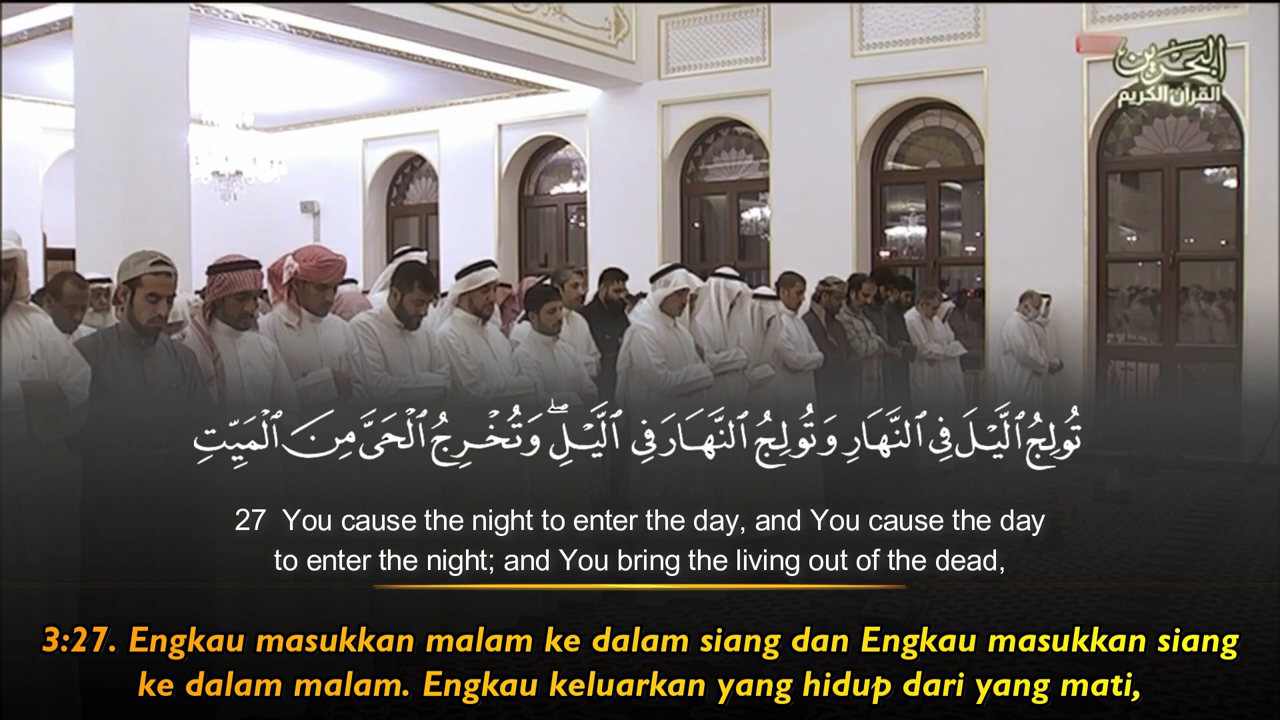 البحرين
القرآن الكريم
تُولِجُ ٱلَّيْلَ فِى ٱلنَّهَارِ وَتُولِجُ ٱلنَّهَارَ فِى ٱلَّيْلِ ۖ وَتُخْرِجُ ٱلْحَىَّ مِنَ ٱلْمَيِّتِ
27 You cause the night to enter the day, and You cause the day
to enter the night; and You bring the living out of the dead,
3:27. Engkau masukkan malam ke dalam siang dan Engkau masukkan siang
ke dalam malam. Engkau keluarkan yang hidup dari yang mati,